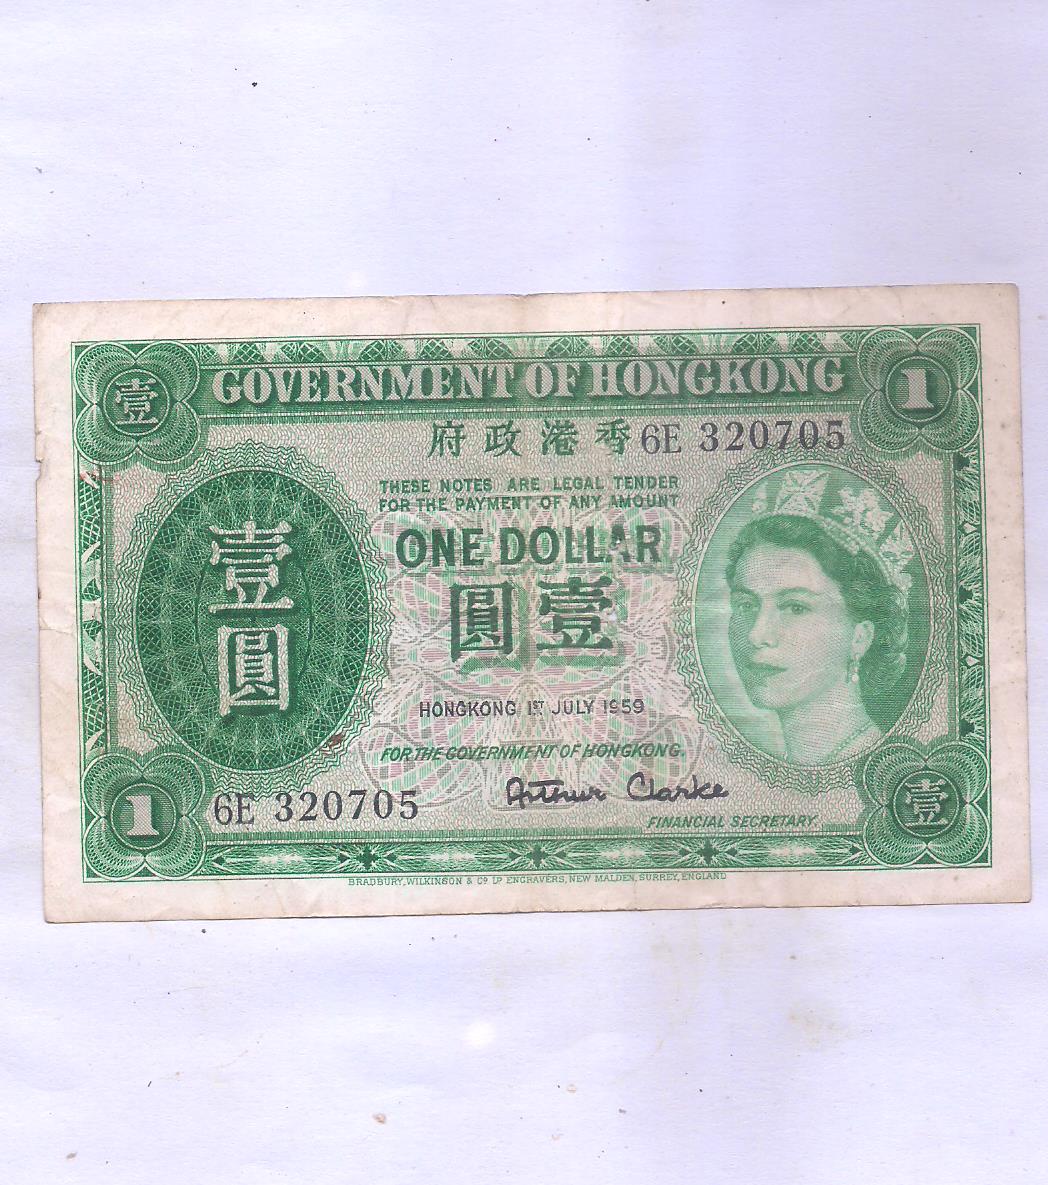 壹
GOVERNMENT OF HONGKONG
1
府政港香
6E 320705
THESE NOTES ARE LEGAL TENDER
FOR THE PAYMENT OF ANY AMOUNT
ONE DOLLAR
圓壹
壹圓
HONGKONG 1ST JULY 1959
FOR THE GOVERNMENT OF HONGKONG.
1
6E 320705
Arthur Clarke
FINANCIAL SECRETARY.
壹
BRADBURY, WILKINSON & Co LD ENGRAVERS, NEW MALDEN, SURREY, ENGLAND